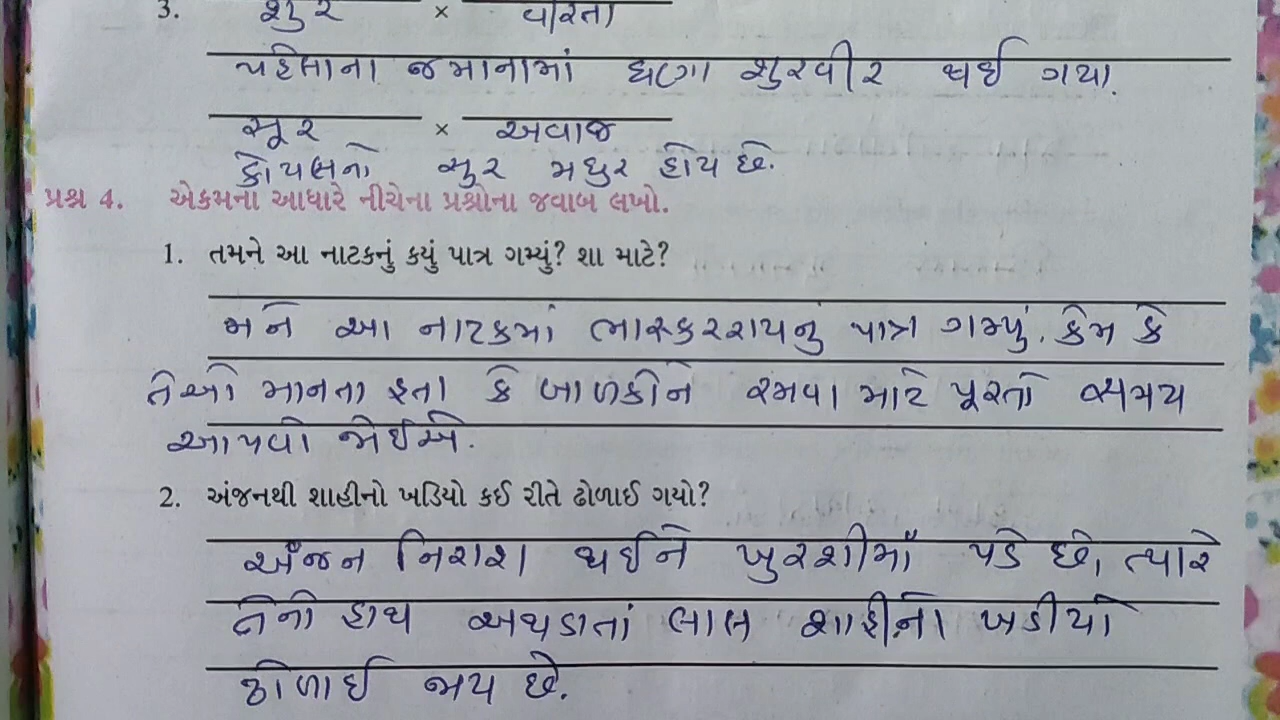 3. શુર × વીરતા
પહેલાના જમાનામાં ઘણા શુરવીર થઈ ગયા.
સૂર × અવાજ
કોયલનો સુર મધુર હોય છે.
પ્રશ્ન 4. એકમના આધારે નીચેના પ્રશ્નોના જવાબ લખો.
1. તમને આ નાટકનું કયું પાત્ર ગમ્યું? શા માટે?
મને આ નાટકમાં ભાસ્કરરાયનુ પાત્ર ગમ્યું. કેમ કે
તેઓ માનતા હતા કે બાળકોને રમવા માટે પૂરતો સમય
આપવો જોઈએ.
2. અંજનથી શાહીનો ખડિયો કઈ રીતે ઢોળાઈ ગયો?
અંજન નિરાશ થઈને ખુરશીમાં પડે છે, ત્યારે
તેનો હાથ અથડાતાં લાલ શાહીનો ખડીયો
ઢોળાઈ જાય છે.